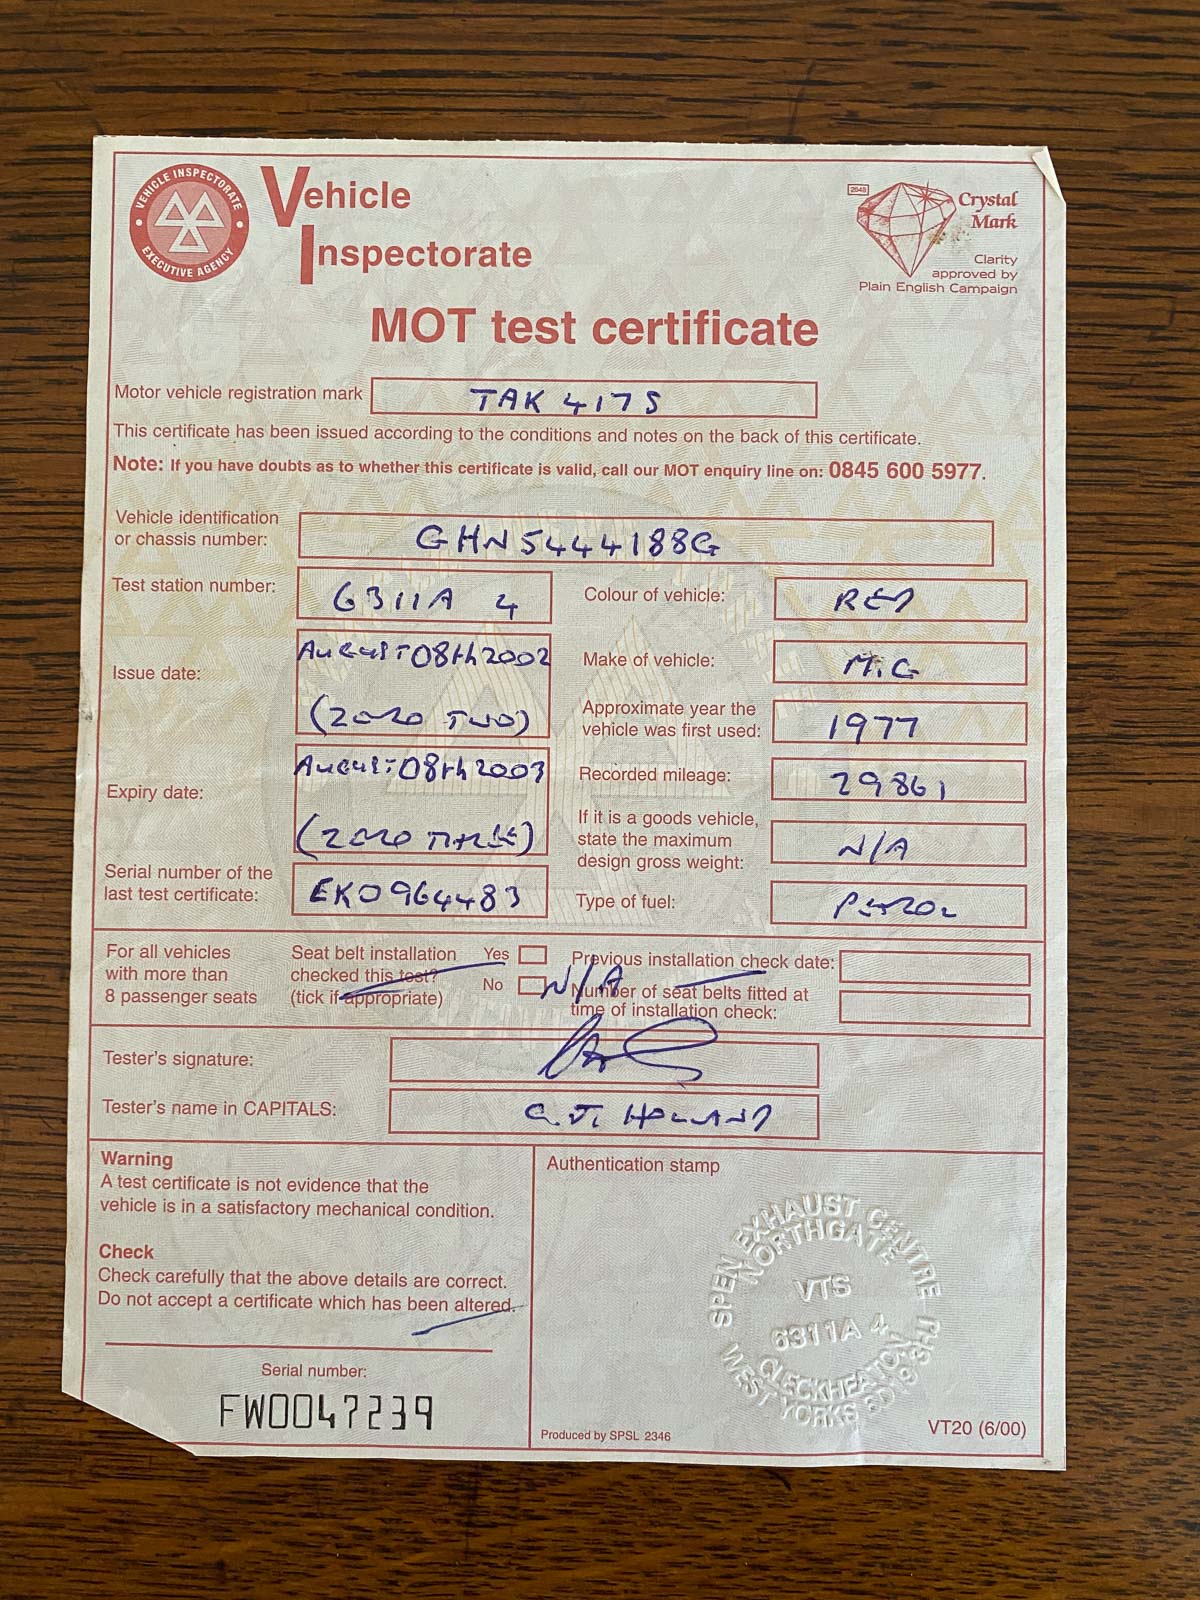 VEHICLE INSPECTORATE
EXECUTIVE AGENCY
Vehicle
Inspectorate
2548
Crystal
Mark
Clarity
approved by
Plain English Campaign
MOT test certificate
Motor vehicle registration mark TAK 417S
This certificate has been issued according to the conditions and notes on the back of this certificate.
Note: If you have doubts as to whether this certificate is valid, call our MOT enquiry line on: 0845 600 5977.
Vehicle identification
or chassis number: GHN5444188G
Test station number: 6311A 4
Colour of vehicle: RED
Issue date: AUGUST 08th 2002
(ZERO TWO)
Make of vehicle: M.G
Approximate year the
vehicle was first used: 1977
Expiry date: AUGUST 08th 2003
(ZERO THREE)
Recorded mileage: 29861
If it is a goods vehicle,
state the maximum
design gross weight: N/A
Serial number of the
last test certificate: EK0964483
Type of fuel: PETROL
For all vehicles
with more than
8 passenger seats
Seat belt installation
checked this test?
(tick if appropriate)
Yes
No
N/A
Previous installation check date:
Number of seat belts fitted at
time of installation check:
Tester's signature:
Tester's name in CAPITALS: C.J. HOLLAND
Warning
A test certificate is not evidence that the
vehicle is in a satisfactory mechanical condition.
Check
Check carefully that the above details are correct.
Do not accept a certificate which has been altered.
Serial number:
FW0047239
Authentication stamp
SPEN EXHAUST CENTRE
NORTHGATE
VTS
6311A 4
CLECKHEATON
WEST YORKS BD19 3HJ
Produced by SPSL 2346
VT20 (6/00)